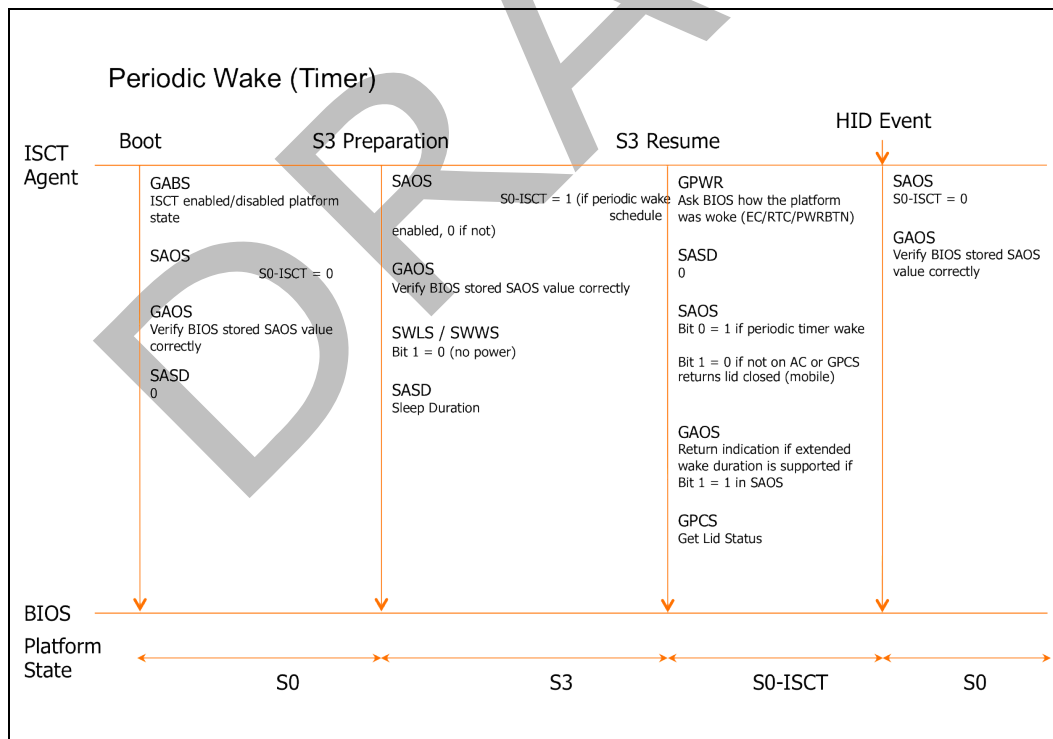 DRA
Periodic Wake (Timer)
HID Event
Boot
S3 Preparation
S3 Resume
ISCT
Agent
GABS
ISCT enabled/disabled platform
state
SAOS
S0-ISCT = 0
GAOS
Verify BIOS stored SAOS value
correctly
SASD
0
SAOS
S0-ISCT = 1 (if periodic wake
schedule
enabled, 0 if not)
GAOS
Verify BIOS stored SAOS value correctly
SWLS / SWWS
Bit 1 = 0 (no power)
SASD
Sleep Duration
GPWR
Ask BIOS how the platform
was woke (EC/RTC/PWRBTN)
SASD
0
SAOS
Bit 0 = 1 if periodic timer wake
Bit 1 = 0 if not on AC or GPCS
returns lid closed (mobile)
GAOS
Return indication if extended
wake duration is supported if
Bit 1 = 1 in SAOS
GPCS
Get Lid Status
SAOS
S0-ISCT = 0
GAOS
Verify BIOS stored SAOS
value correctly
BIOS
Platform
State
S0
S3
S0-ISCT
S0